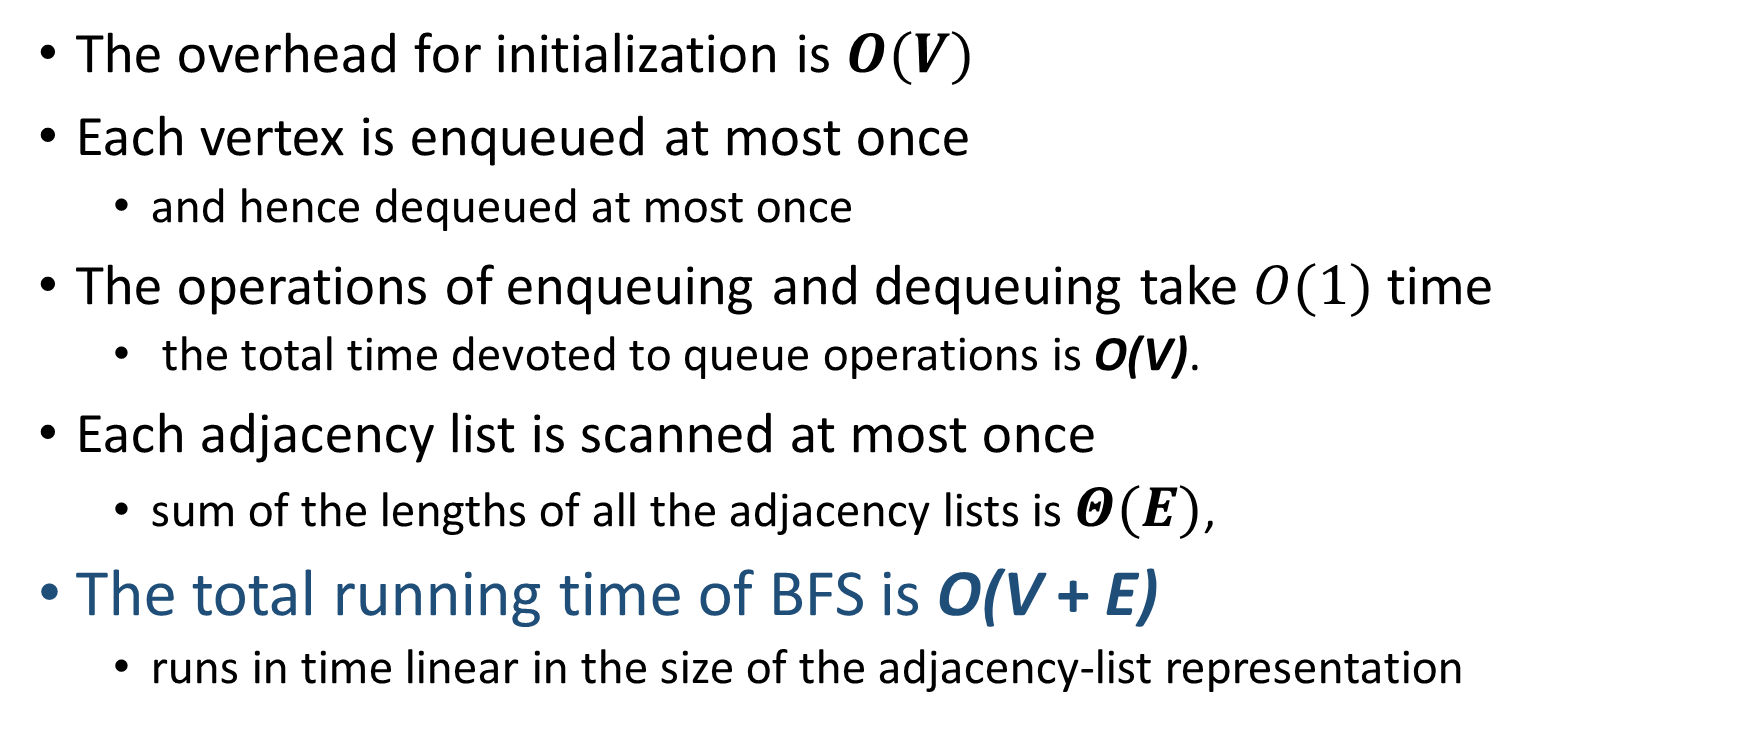 • The overhead for initialization is O(V)
• Each vertex is enqueued at most once
• and hence dequeued at most once
• The operations of enqueuing and dequeuing take O(1) time
• the total time devoted to queue operations is O(V).
• Each adjacency list is scanned at most once
• sum of the lengths of all the adjacency lists is Θ(E),
• The total running time of BFS is O(V + E)
• runs in time linear in the size of the adjacency-list representation